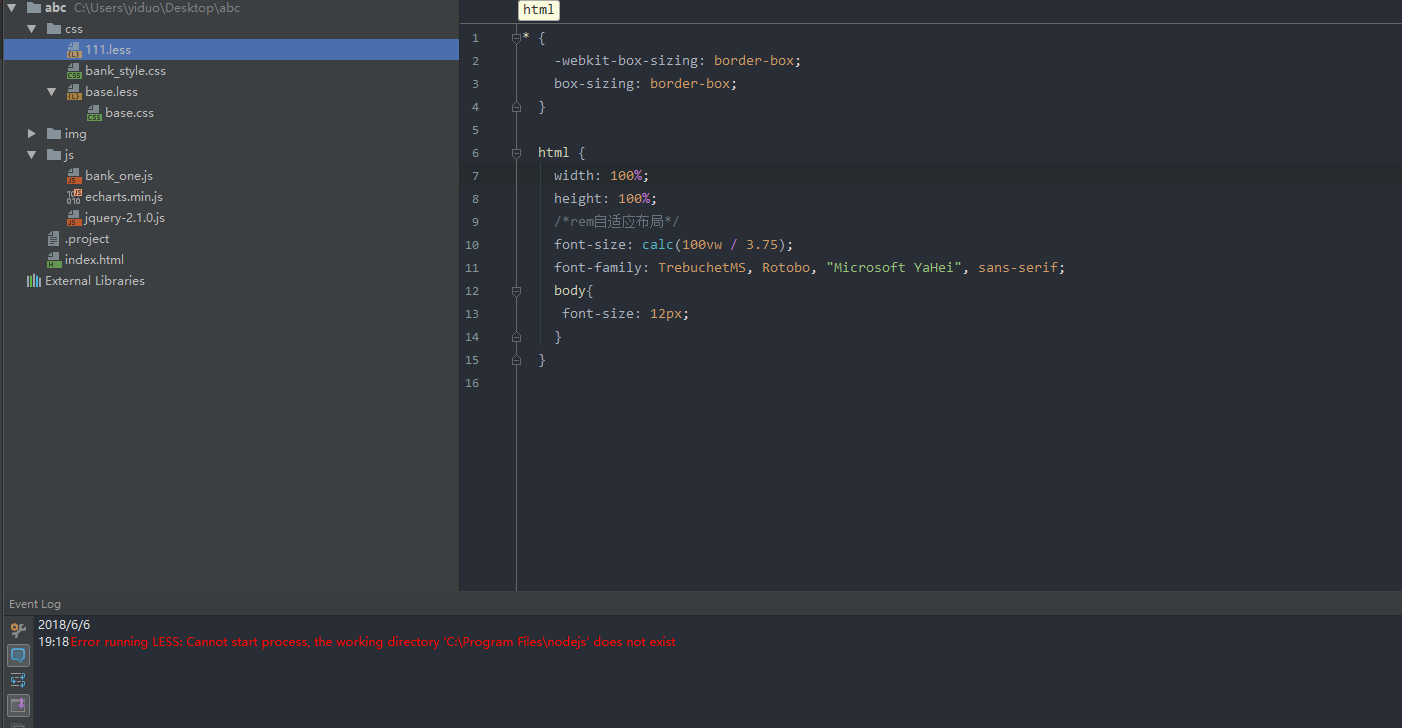 abc C:\Users\yiduo\Desktop\abc
css
111.less
bank_style.css
base.less
base.css
img
js
bank_one.js
echarts.min.js
jquery-2.1.0.js
.project
index.html
External Libraries
html
1 * {
2 -webkit-box-sizing: border-box;
3 box-sizing: border-box;
4 }
5
6 html {
7 width: 100%;
8 height: 100%;
9 /*rem自适应布局*/
10 font-size: calc(100vw / 3.75);
11 font-family: TrebuchetMS, Rotobo, "Microsoft YaHei", sans-serif;
12 body{
13 font-size: 12px;
14 }
15 }
16
Event Log
2018/6/6
19:18 Error running LESS: Cannot start process, the working directory 'C:\Program Files\nodejs' does not exist